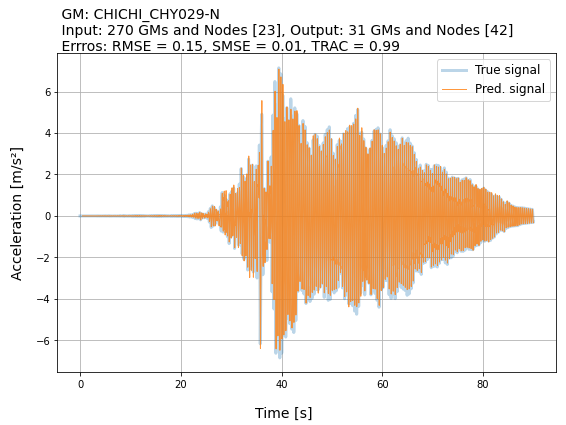 GM: CHICHI_CHY029-N
Input: 270 GMs and Nodes [23], Output: 31 GMs and Nodes [42]
Errros: RMSE = 0.15, SMSE = 0.01, TRAC = 0.99
True signal
Pred. signal
Acceleration [m/s²]
6
4
2
0
−2
−4
−6
0
20
40
60
80
Time [s]